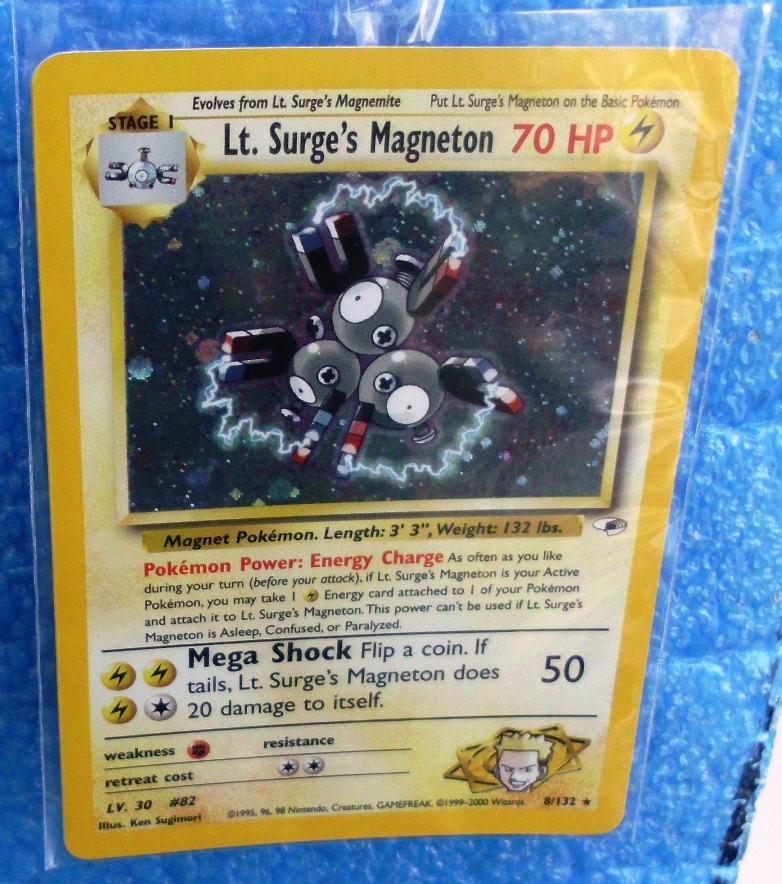 Evolves from Lt. Surge's Magnemite Put Lt. Surge's Magneton on the Basic Pokémon
STAGE 1
Lt. Surge's Magneton 70 HP
Magnet Pokémon. Length: 3' 3", Weight: 132 lbs.
Pokémon Power: Energy Charge As often as you like
during your turn (before your attack), if Lt. Surge's Magneton is your Active
Pokémon, you may take 1 Energy card attached to 1 of your Pokémon
and attach it to Lt. Surge's Magneton. This power can't be used if Lt. Surge's
Magneton is Asleep, Confused, or Paralyzed.
Mega Shock Flip a coin. If
tails, Lt. Surge's Magneton does 50
20 damage to itself.
weakness resistance
retreat cost
LV. 30 #82
Illus. Ken Sugimori ©1995, 96, 98 Nintendo, Creatures, GAMEFREAK. ©1999-2000 Wizards. 8/132 ★